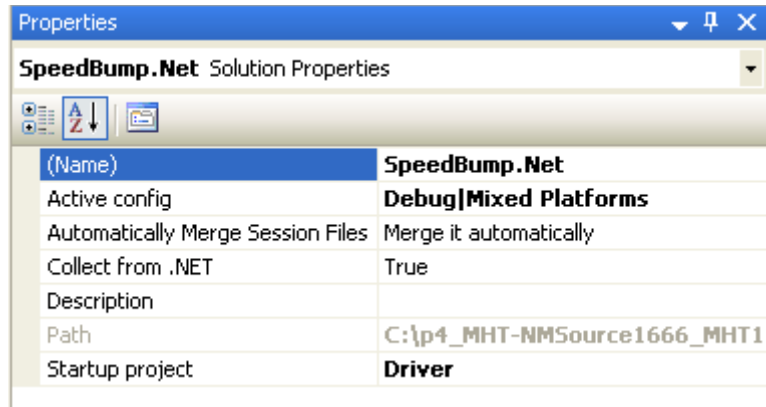 Properties
SpeedBump.Net Solution Properties
A
Z
(Name) SpeedBump.Net
Active config Debug|Mixed Platforms
Automatically Merge Session Files Merge it automatically
Collect from .NET True
Description
Path C:\p4_MHT-NMSource1666_MHT1
Startup project Driver